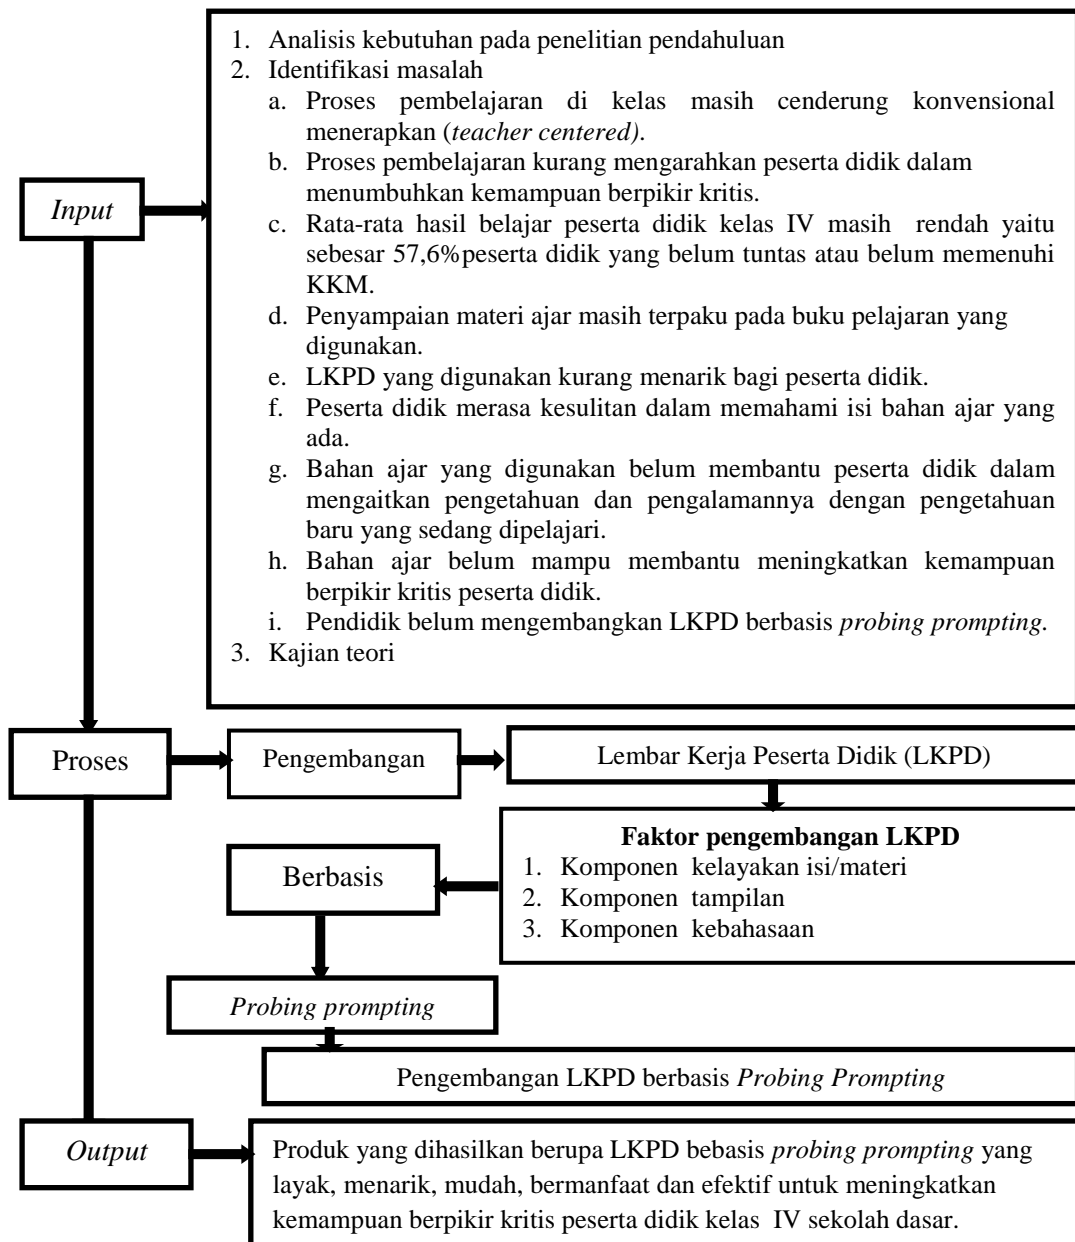 1. Analisis kebutuhan pada penelitian pendahuluan
2. Identifikasi masalah
a. Proses pembelajaran di kelas masih cenderung konvensional
menerapkan (teacher centered).
b. Proses pembelajaran kurang mengarahkan peserta didik dalam
menumbuhkan kemampuan berpikir kritis.
Input
c. Rata-rata hasil belajar peserta didik kelas IV masih rendah yaitu
sebesar 57,6%peserta didik yang belum tuntas atau belum memenuhi
KKM.
d. Penyampaian materi ajar masih terpaku pada buku pelajaran yang
digunakan.
e. LKPD yang digunakan kurang menarik bagi peserta didik.
f. Peserta didik merasa kesulitan dalam memahami isi bahan ajar yang
ada.
g. Bahan ajar yang digunakan belum membantu peserta didik dalam
mengaitkan pengetahuan dan pengalamannya dengan pengetahuan
baru yang sedang dipelajari.
h. Bahan ajar belum mampu membantu meningkatkan kemampuan
berpikir kritis peserta didik.
i. Pendidik belum mengembangkan LKPD berbasis probing prompting.
3. Kajian teori
Proses
Pengembangan
Lembar Kerja Peserta Didik (LKPD)
Faktor pengembangan LKPD
1. Komponen kelayakan isi/materi
2. Komponen tampilan
3. Komponen kebahasaan
Berbasis
Probing prompting
Pengembangan LKPD berbasis Probing Prompting
Output
Produk yang dihasilkan berupa LKPD bebasis probing prompting yang
layak, menarik, mudah, bermanfaat dan efektif untuk meningkatkan
kemampuan berpikir kritis peserta didik kelas IV sekolah dasar.